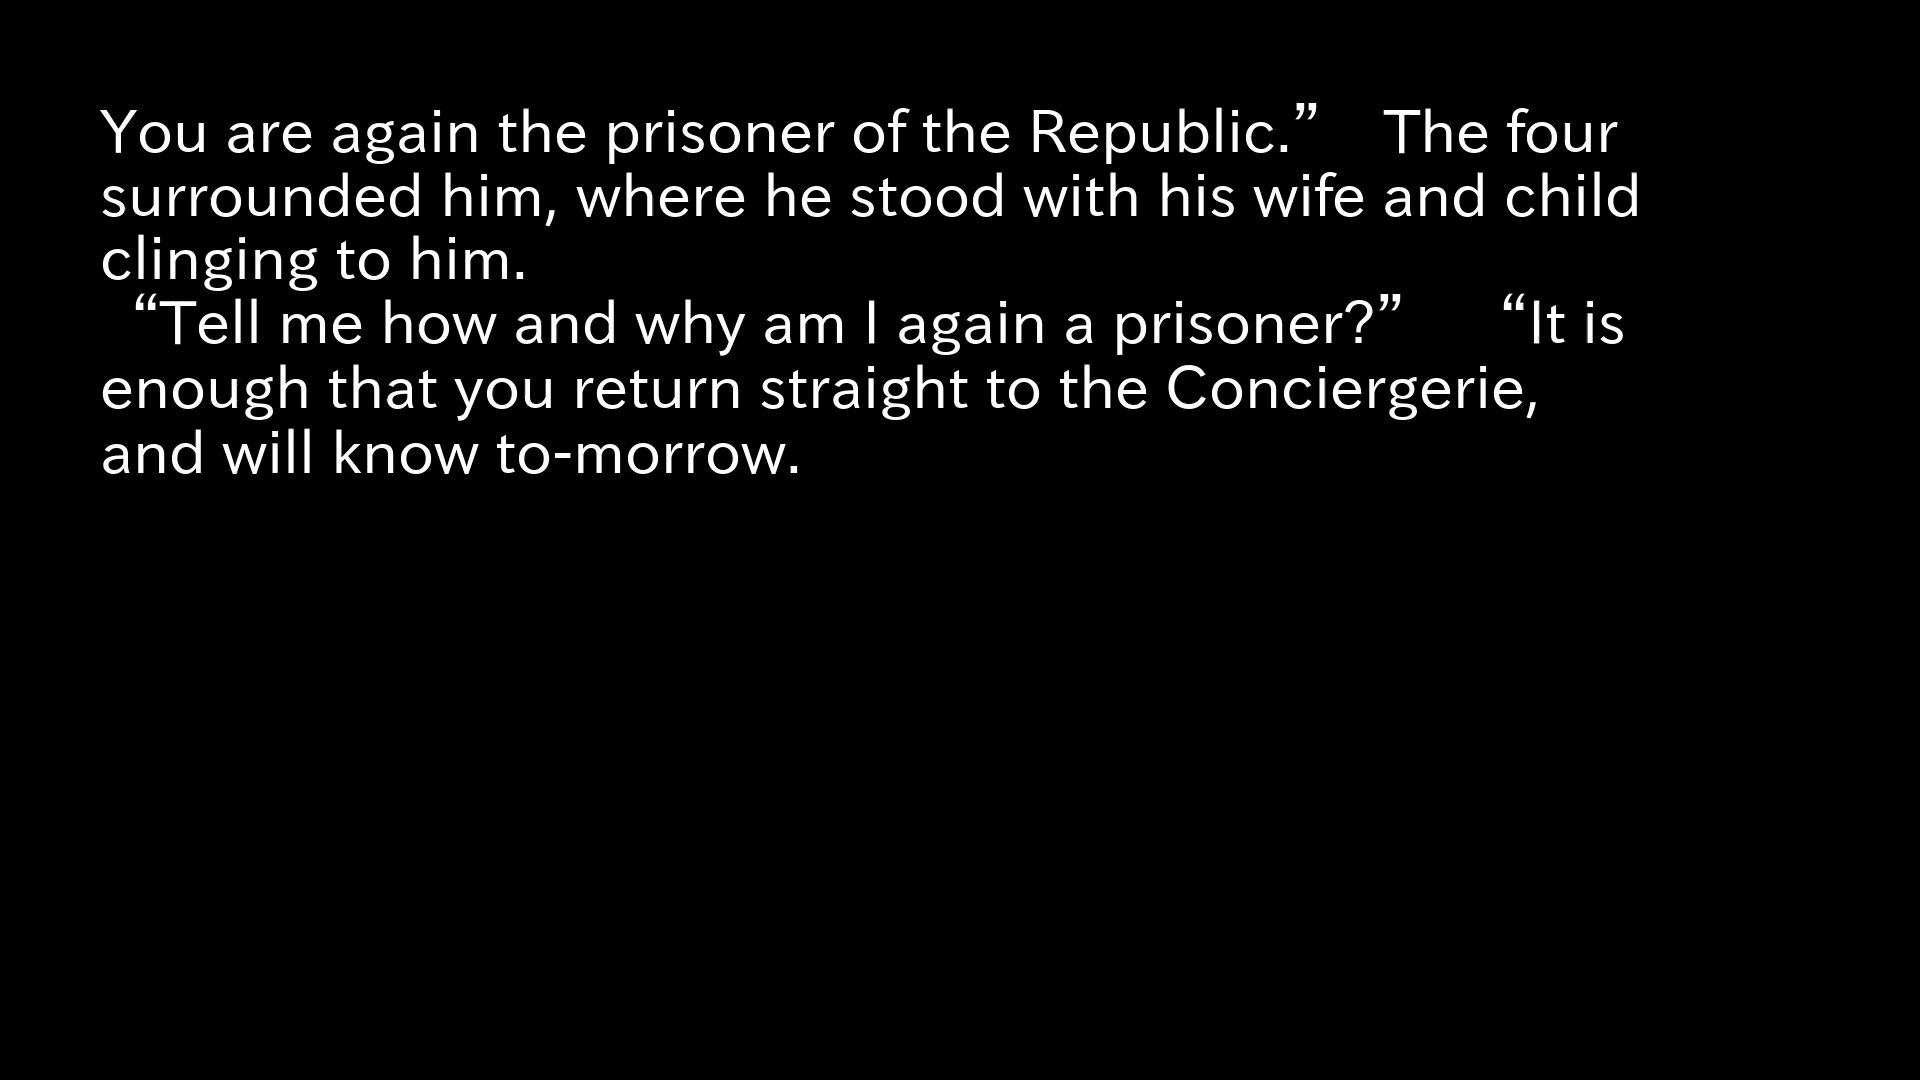 You are again the prisoner of the Republic.” The four
surrounded him, where he stood with his wife and child
clinging to him.
“Tell me how and why am I again a prisoner?” “It is
enough that you return straight to the Conciergerie,
and will know to-morrow.